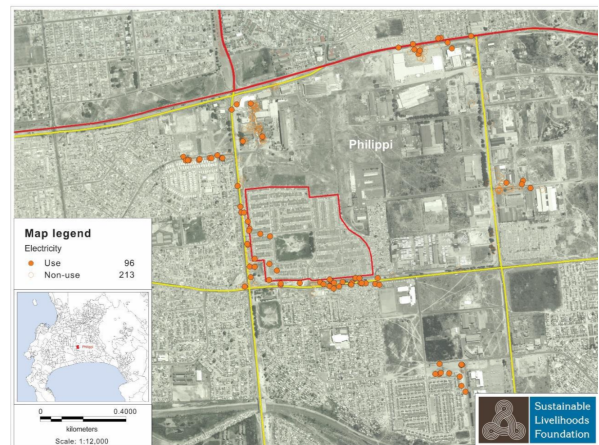 Philippi
Map legend
Electricity
Use 96
Non-use 213
Philippi
0 0.4000
kilometers
Scale: 1:12,000
Sustainable
Livelihoods
Foundation